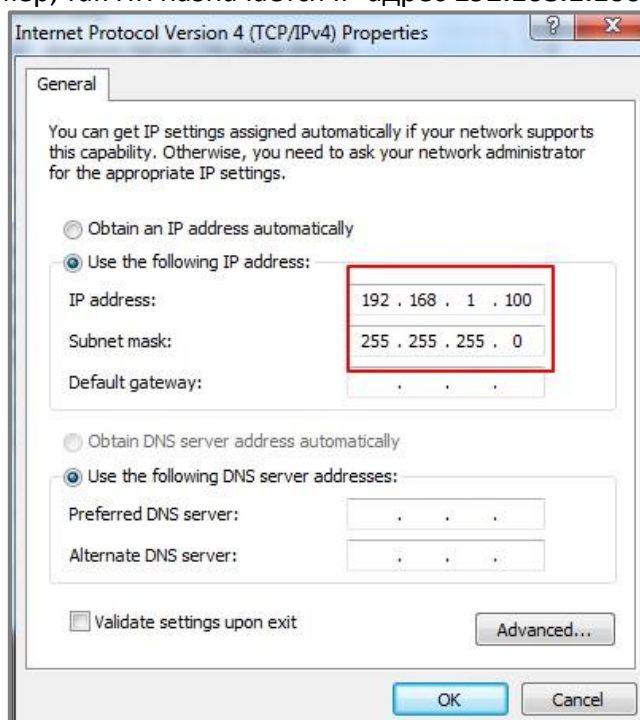 Internet Protocol Version 4 (TCP/IPv4) Properties
General
You can get IP settings assigned automatically if your network supports
this capability. Otherwise, you need to ask your network administrator
for the appropriate IP settings.
Obtain an IP address automatically
Use the following IP address:
IP address: 192 . 168 . 1 . 100
Subnet mask: 255 . 255 . 255 . 0
Default gateway: . . .
Obtain DNS server address automatically
Use the following DNS server addresses:
Preferred DNS server: . . .
Alternate DNS server: . . .
Validate settings upon exit
Advanced...
OK Cancel